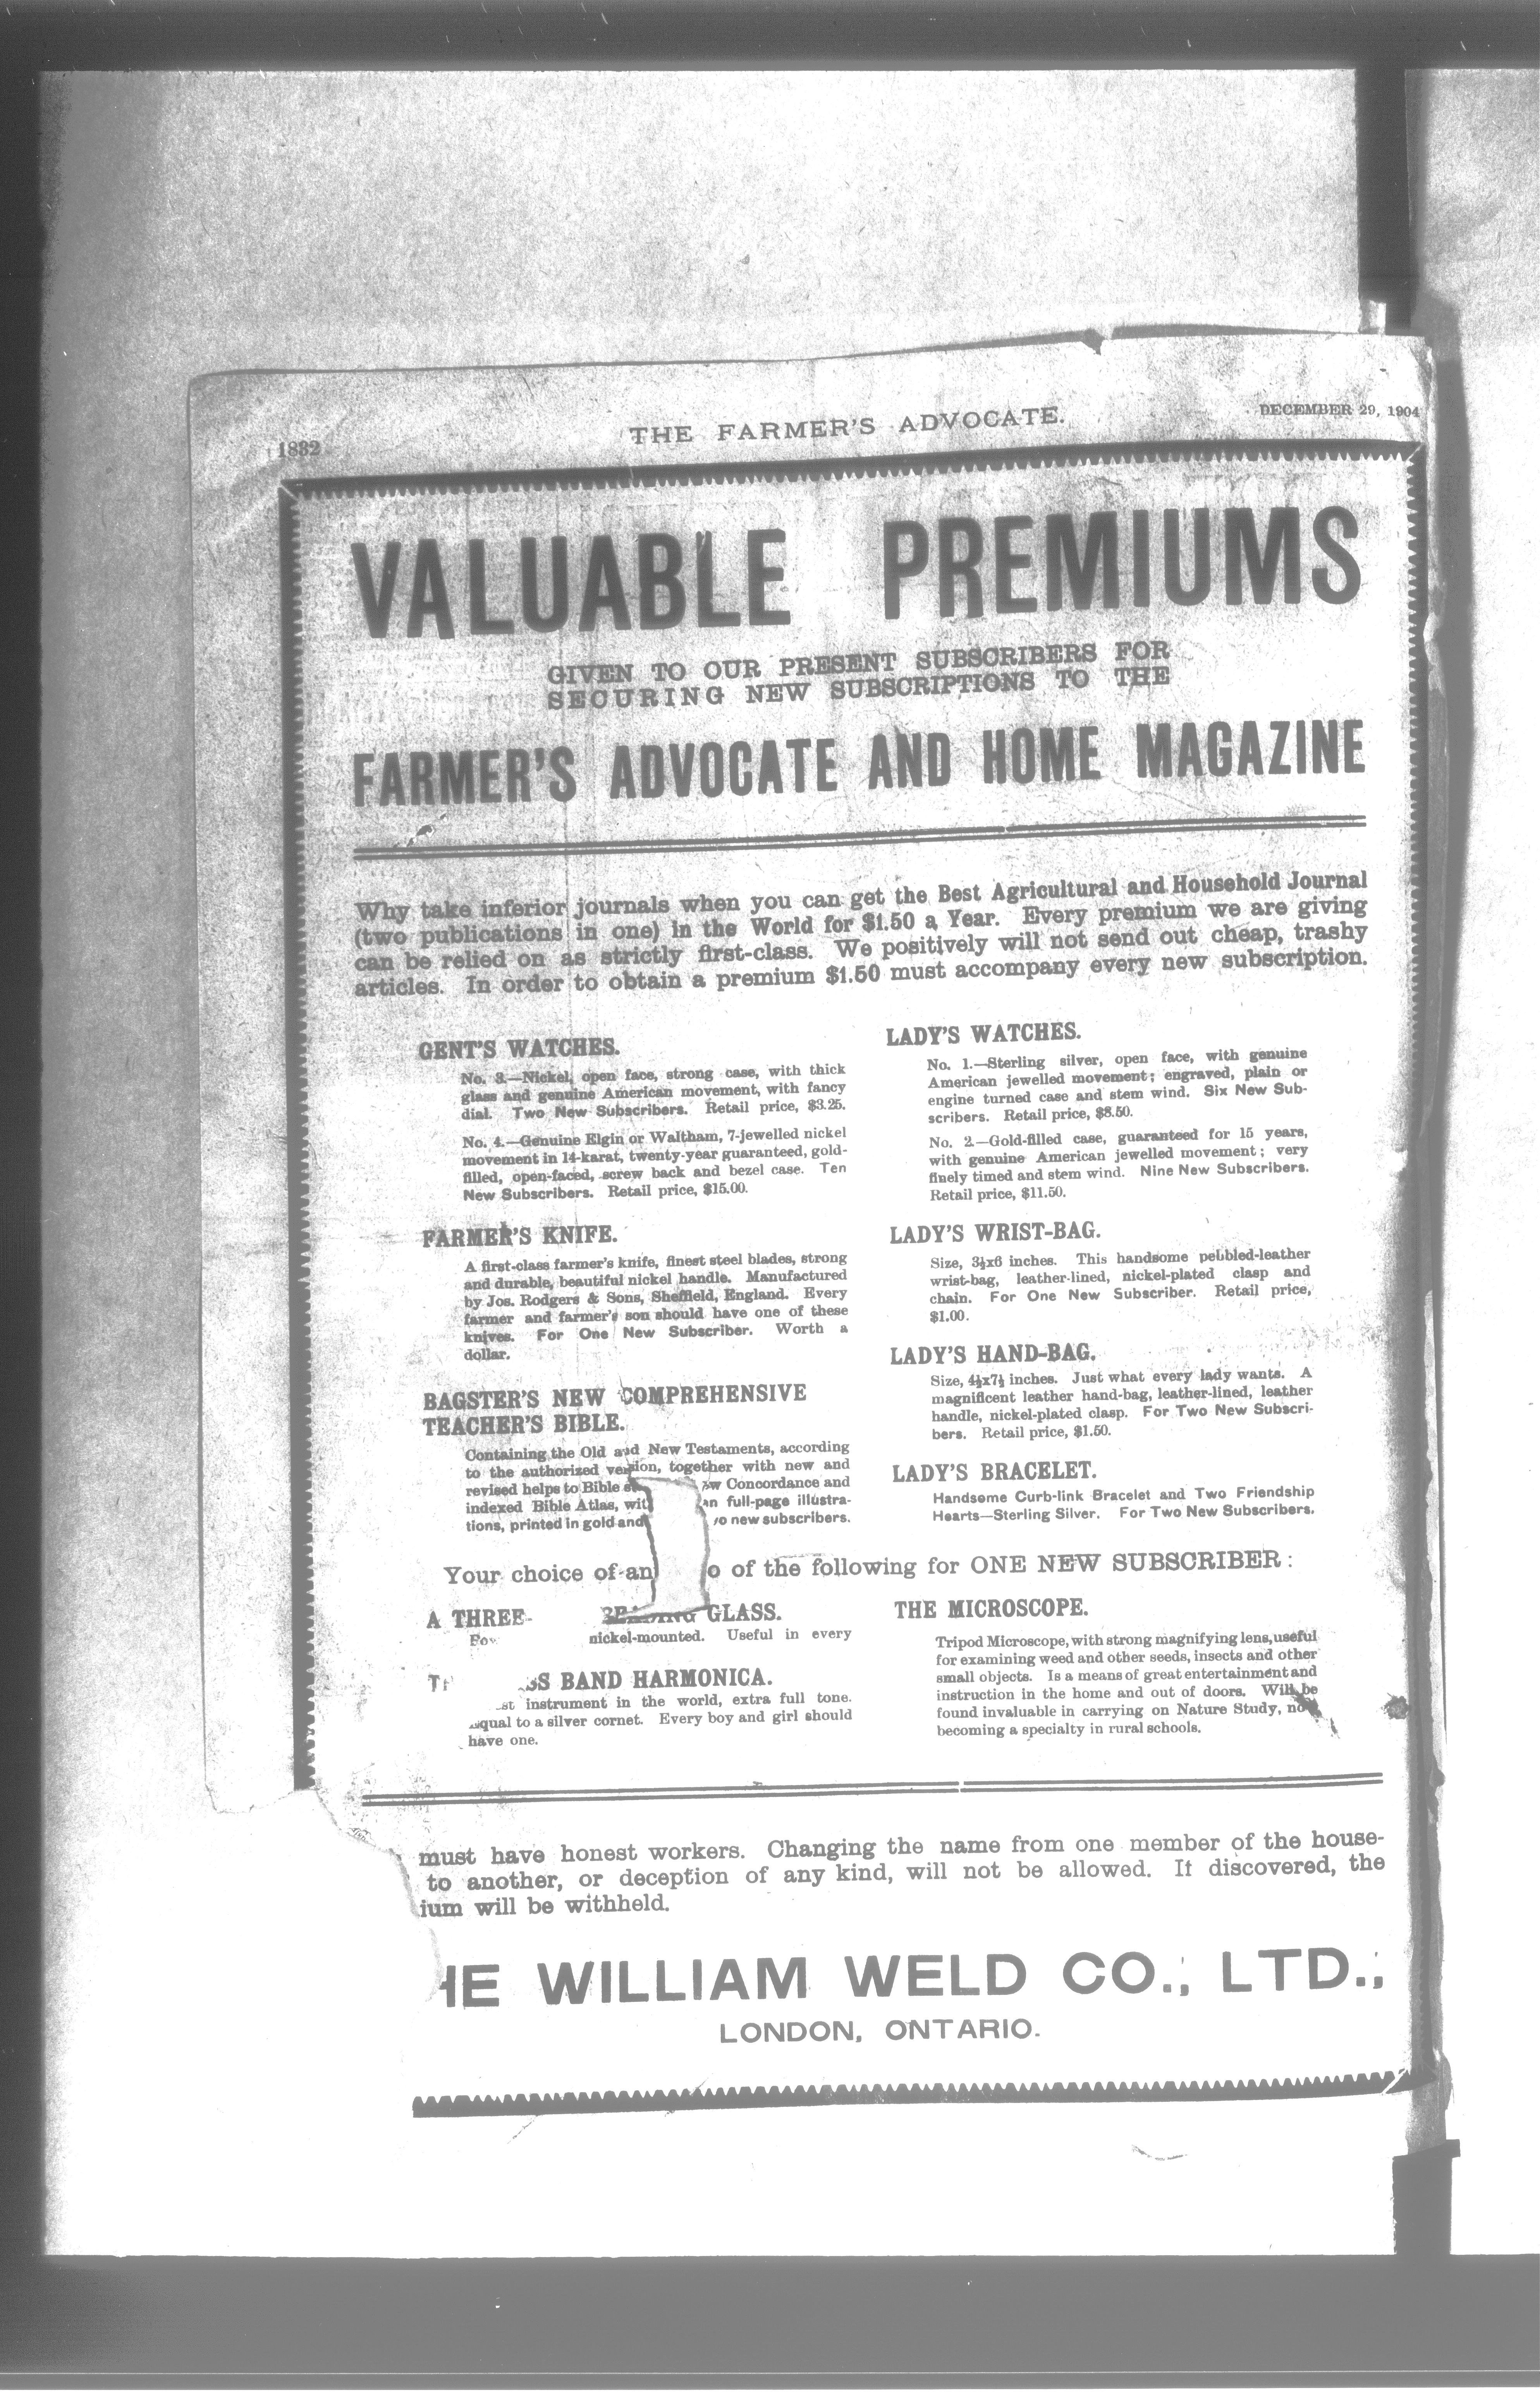 1882
THE FARMER'S ADVOCATE.
DECEMBER 29, 1904
VALUABLE PREMIUMS
GIVEN TO OUR PRESENT SUBSCRIBERS FOR
SECURING NEW SUBSCRIPTIONS TO THE
FARMER'S ADVOCATE AND HOME MAGAZINE
Why take inferior journals when you can get the Best Agricultural and Household Journal
(two publications in one) in the World for $1.50 a Year. Every premium we are giving
can be relied on as strictly first-class. We positively will not send out cheap, trashy
articles. In order to obtain a premium $1.50 must accompany every new subscription.
GENT'S WATCHES.
No. 3.—Nickel, open face, strong case, with thick
glass and genuine American movement, with fancy
dial. Two New Subscribers. Retail price, $3.25.
No. 4.—Genuine Elgin or Waltham, 7-jewelled nickel
movement in 14-karat, twenty-year guaranteed, gold-
filled, open-faced, screw back and bezel case. Ten
New Subscribers. Retail price, $15.00.
FARMER'S KNIFE.
A first-class farmer's knife, finest steel blades, strong
and durable, beautiful nickel handle. Manufactured
by Jos. Rodgers & Sons, Sheffield, England. Every
farmer and farmer's son should have one of these
knives. For One New Subscriber. Worth a
dollar.
BAGSTER'S NEW COMPREHENSIVE
TEACHER'S BIBLE.
Containing the Old and New Testaments, according
to the authorized version, together with new and
revised helps to Bible Concordance and
indexed Bible Atlas, full-page illustra-
tions, printed in gold and new subscribers.
LADY'S WATCHES.
No. 1.—Sterling silver, open face, with genuine
American jewelled movement; engraved, plain or
engine turned case and stem wind. Six New Sub-
scribers. Retail price, $8.50.
No. 2.—Gold-filled case, guaranteed for 15 years,
with genuine American jewelled movement; very
finely timed and stem wind. Nine New Subscribers.
Retail price, $11.50.
LADY'S WRIST-BAG.
Size, 3½x6 inches. This handsome pebbled-leather
wrist-bag, leather-lined, nickel-plated clasp and
chain. For One New Subscriber. Retail price,
$1.00.
LADY'S HAND-BAG.
Size, 4½x7½ inches. Just what every lady wants. A
magnificent leather hand-bag, leather-lined, leather
handle, nickel-plated clasp. For Two New Subscri-
bers. Retail price, $1.50.
LADY'S BRACELET.
Handsome Curb-link Bracelet and Two Friendship
Hearts—Sterling Silver. For Two New Subscribers.
Your choice of of the following for ONE NEW SUBSCRIBER:
A THREE- GLASS.
nickel-mounted. Useful in every
BAND HARMONICA.
instrument in the world, extra full tone.
to a silver cornet. Every boy and girl should
have one.
THE MICROSCOPE.
Tripod Microscope, with strong magnifying lens, useful
for examining weed and other seeds, insects and other
small objects. Is a means of great entertainment and
instruction in the home and out of doors. Will be
found invaluable in carrying on Nature Study,
becoming a specialty in rural schools.
must have honest workers. Changing the name from one member of the house-
to another, or deception of any kind, will not be allowed. If discovered, the
ium will be withheld.
HE WILLIAM WELD CO., LTD.,
LONDON, ONTARIO.